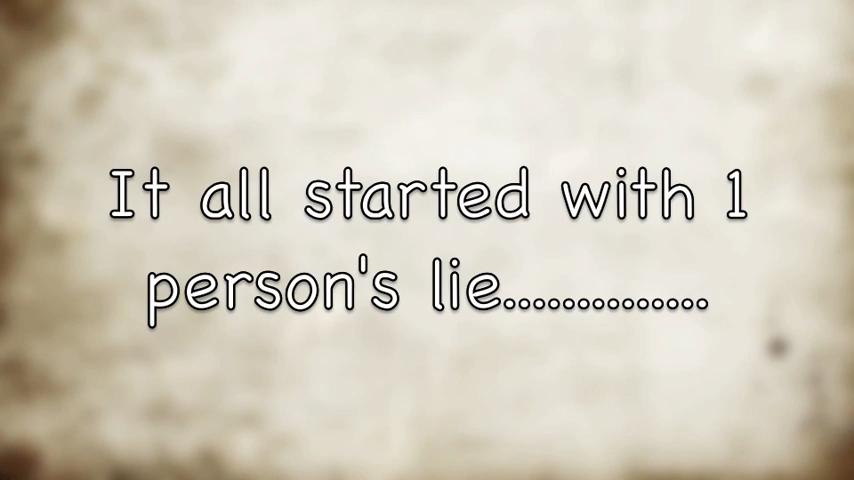 It all started with 1
person's lie..............